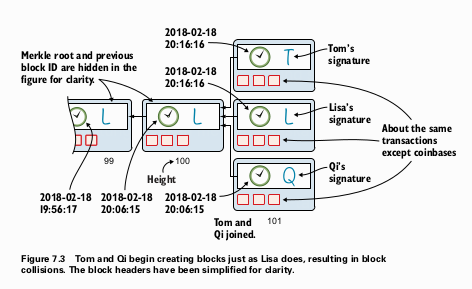 2018-02-18
20:16:16
Merkle root and previous
block ID are hidden in the
figure for clarity.
2018-02-18
20:16:16
T
Tom's
signature
L
L
L
Lisa's
signature
About the same
transactions
except coinbases
99
100
Height
Q
Qi's
signature
2018-02-18
19:56:17
2018-02-18
20:06:15
2018-02-18
20:06:15
Tom and
Qi joined.
101
Figure 7.3 Tom and Qi begin creating blocks just as Lisa does, resulting in block
collisions. The block headers have been simplified for clarity.